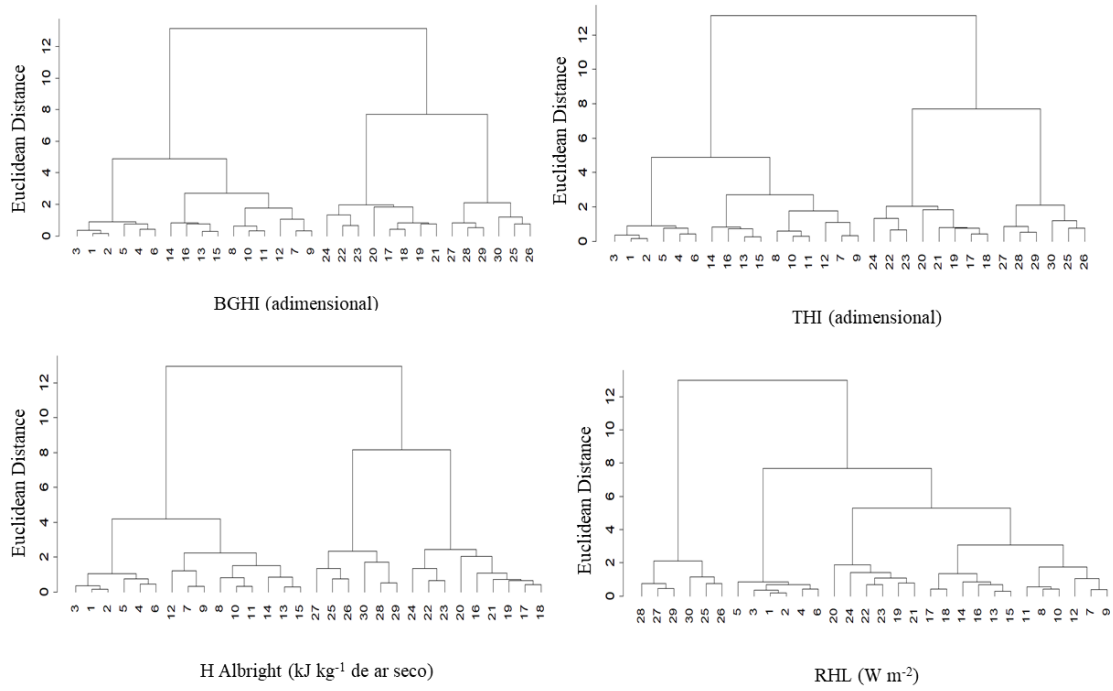 Euclidean Distance
12
10
8
6
4
2
0
3 1 2 5 4 6 14 16 13 15 8 10 11 12 7 9 24 22 23 20 17 18 19 21 27 28 29 30 25 26
BGHI (adimensional)
Euclidean Distance
12
10
8
6
4
2
0
3 1 2 5 4 6 14 16 13 15 8 10 11 12 7 9 24 22 23 20 21 19 17 18 27 28 29 30 25 26
THI (adimensional)
Euclidean Distance
12
10
8
6
4
2
0
3 1 2 5 4 6 12 7 9 8 10 11 14 13 15 27 25 26 30 28 29 24 22 23 20 16 21 19 17 18
H Albright (kJ kg-1 de ar seco)
Euclidean Distance
12
10
8
6
4
2
0
28 27 29 30 25 26 5 3 1 2 4 6 20 24 22 23 19 21 17 18 14 16 13 15 11 8 10 12 7 9
RHL (W m-2)